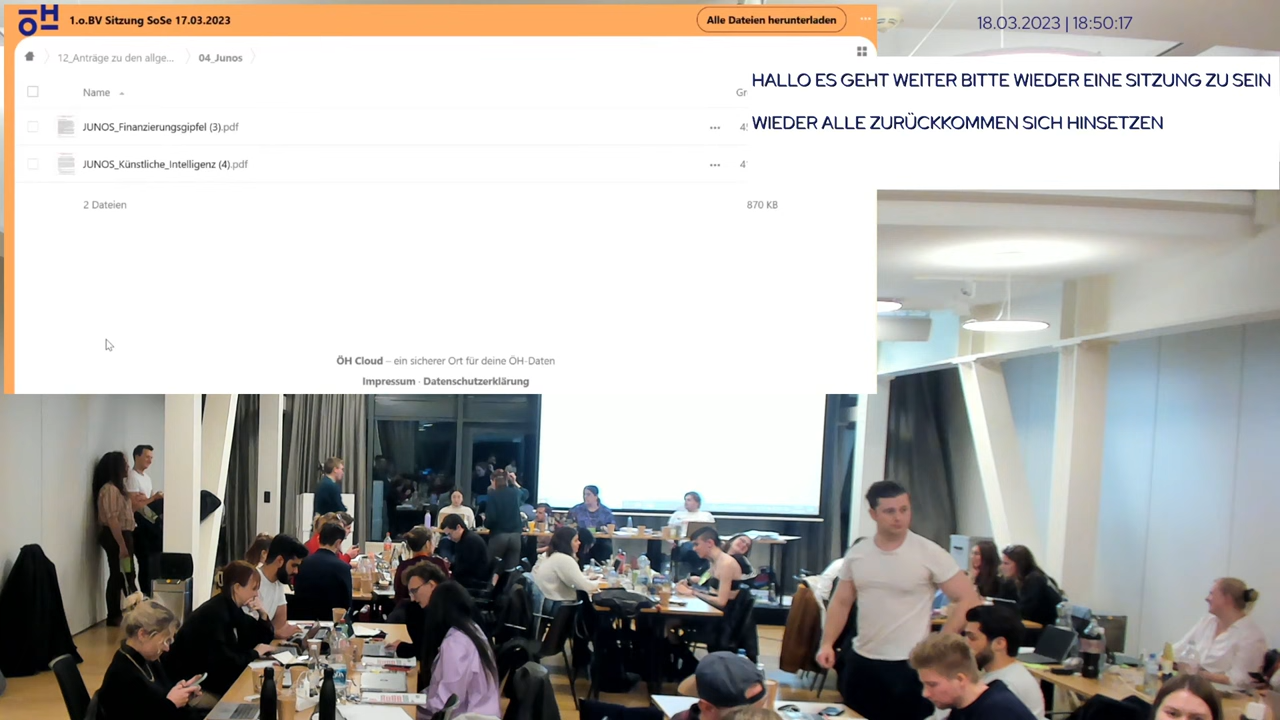 ÖH
1.o.BV Sitzung SoSe 17.03.2023
Alle Dateien herunterladen
18.03.2023 | 18:50:17
12_Anträge zu den allge...
04_Junos
HALLO ES GEHT WEITER BITTE WIEDER EINE SITZUNG ZU SEIN
WIEDER ALLE ZURÜCKKOMMEN SICH HINSETZEN
Name
JUNOS_Finanzierungsgipfel (3).pdf
JUNOS_Künstliche_Intelligenz (4).pdf
2 Dateien
870 KB
ÖH Cloud – ein sicherer Ort für deine ÖH-Daten
Impressum · Datenschutzerklärung